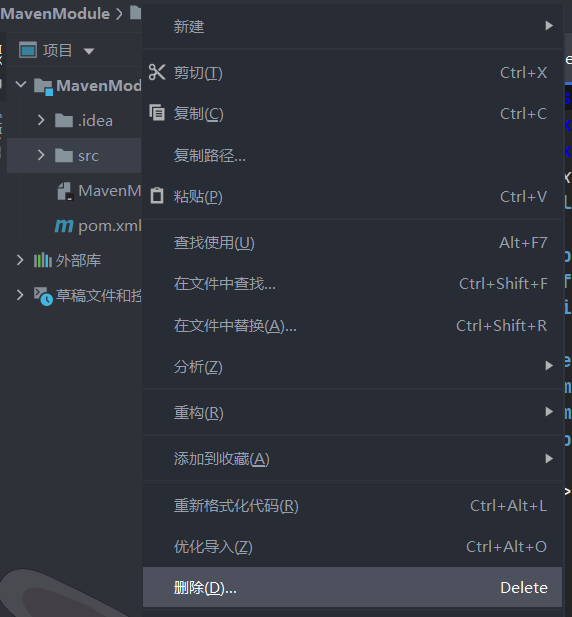 MavenModule
项目
MavenMod
.idea
src
MavenM
pom.xml
外部库
草稿文件和控
新建
剪切(T) Ctrl+X
复制(C) Ctrl+C
复制路径...
粘贴(P) Ctrl+V
查找使用(U) Alt+F7
在文件中查找... Ctrl+Shift+F
在文件中替换(A)... Ctrl+Shift+R
分析(Z)
重构(R)
添加到收藏(A)
重新格式化代码(R) Ctrl+Alt+L
优化导入(Z) Ctrl+Alt+O
删除(D)... Delete